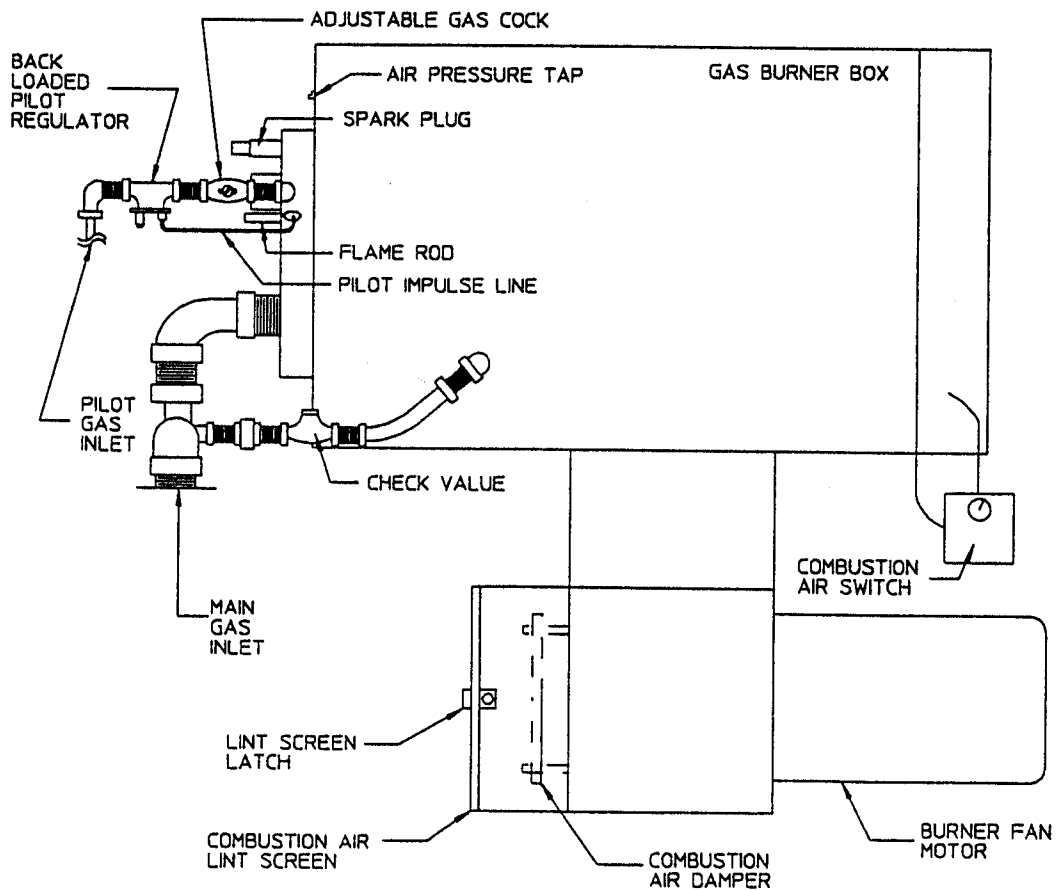 ADJUSTABLE GAS COCK
BACK
LOADED
PILOT
REGULATOR
AIR PRESSURE TAP
GAS BURNER BOX
SPARK PLUG
FLAME ROD
PILOT IMPULSE LINE
PILOT
GAS
INLET
CHECK VALUE
COMBUSTION
AIR SWITCH
MAIN
GAS
INLET
LINT SCREEN
LATCH
COMBUSTION AIR
LINT SCREEN
COMBUSTION
AIR DAMPER
BURNER FAN
MOTOR